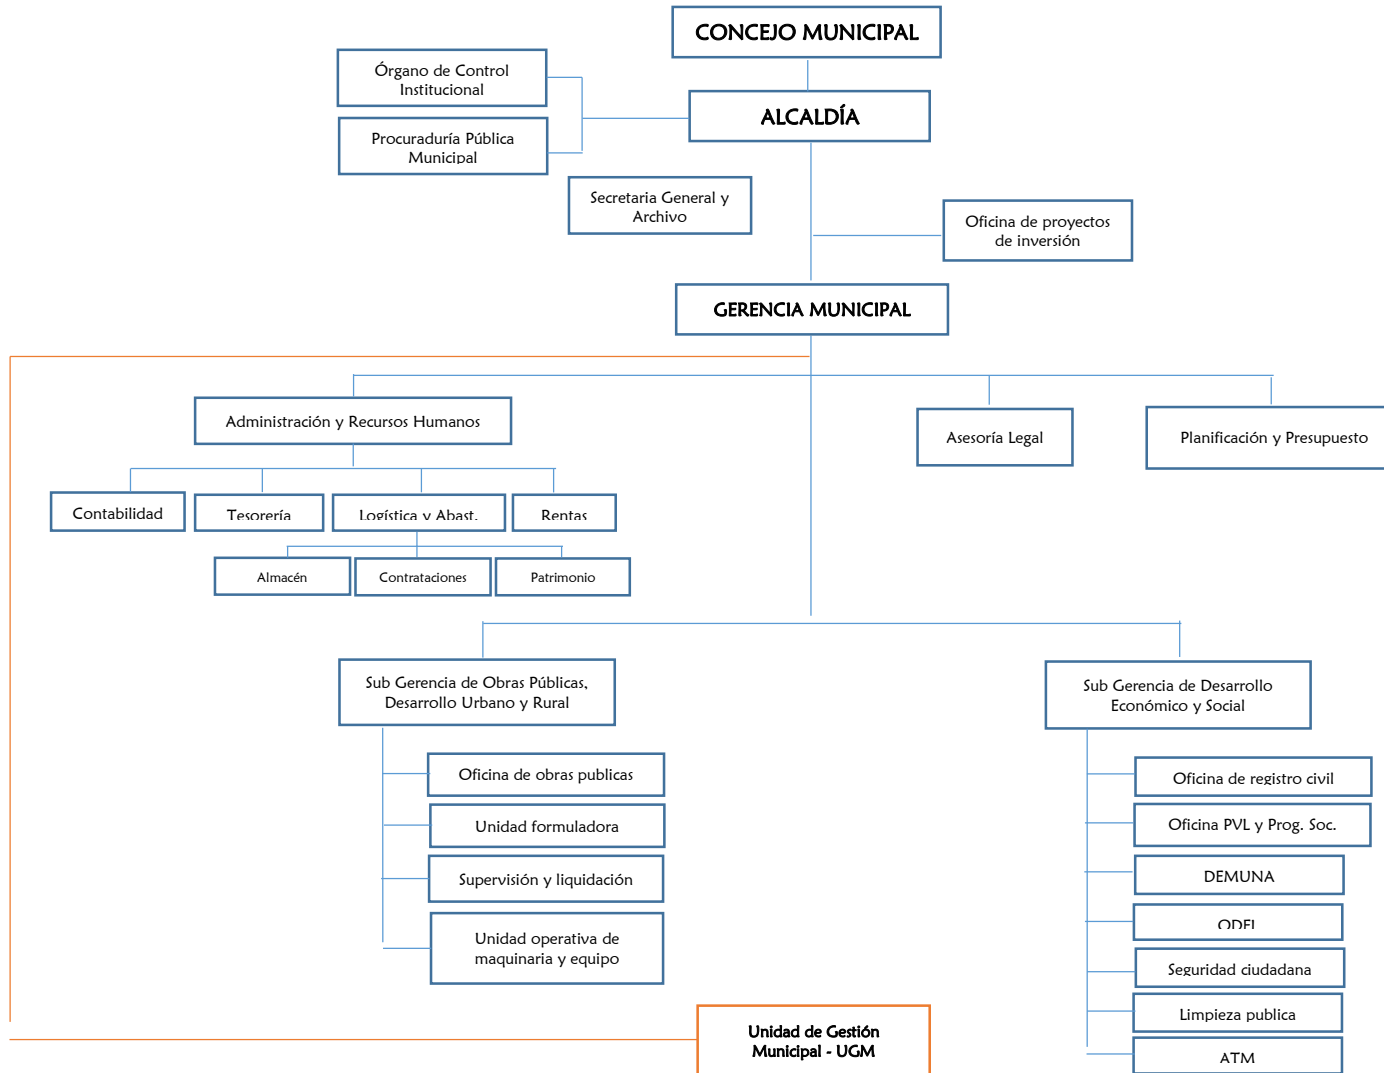 CONCEJO MUNICIPAL
Órgano de Control
Institucional
ALCALDÍA
Procuraduría Pública
Municipal
Secretaria General y
Archivo
Oficina de proyectos
de inversión
GERENCIA MUNICIPAL
Administración y Recursos Humanos
Asesoría Legal
Planificación y Presupuesto
Contabilidad
Tesorería
Logística y Abast.
Rentas
Almacén
Contrataciones
Patrimonio
Sub Gerencia de Obras Públicas,
Desarrollo Urbano y Rural
Sub Gerencia de Desarrollo
Económico y Social
Oficina de obras publicas
Unidad formuladora
Supervisión y liquidación
Unidad operativa de
maquinaria y equipo
Oficina de registro civil
Oficina PVL y Prog. Soc.
DEMUNA
ODEL
Seguridad ciudadana
Limpieza publica
ATM
Unidad de Gestión
Municipal - UGM